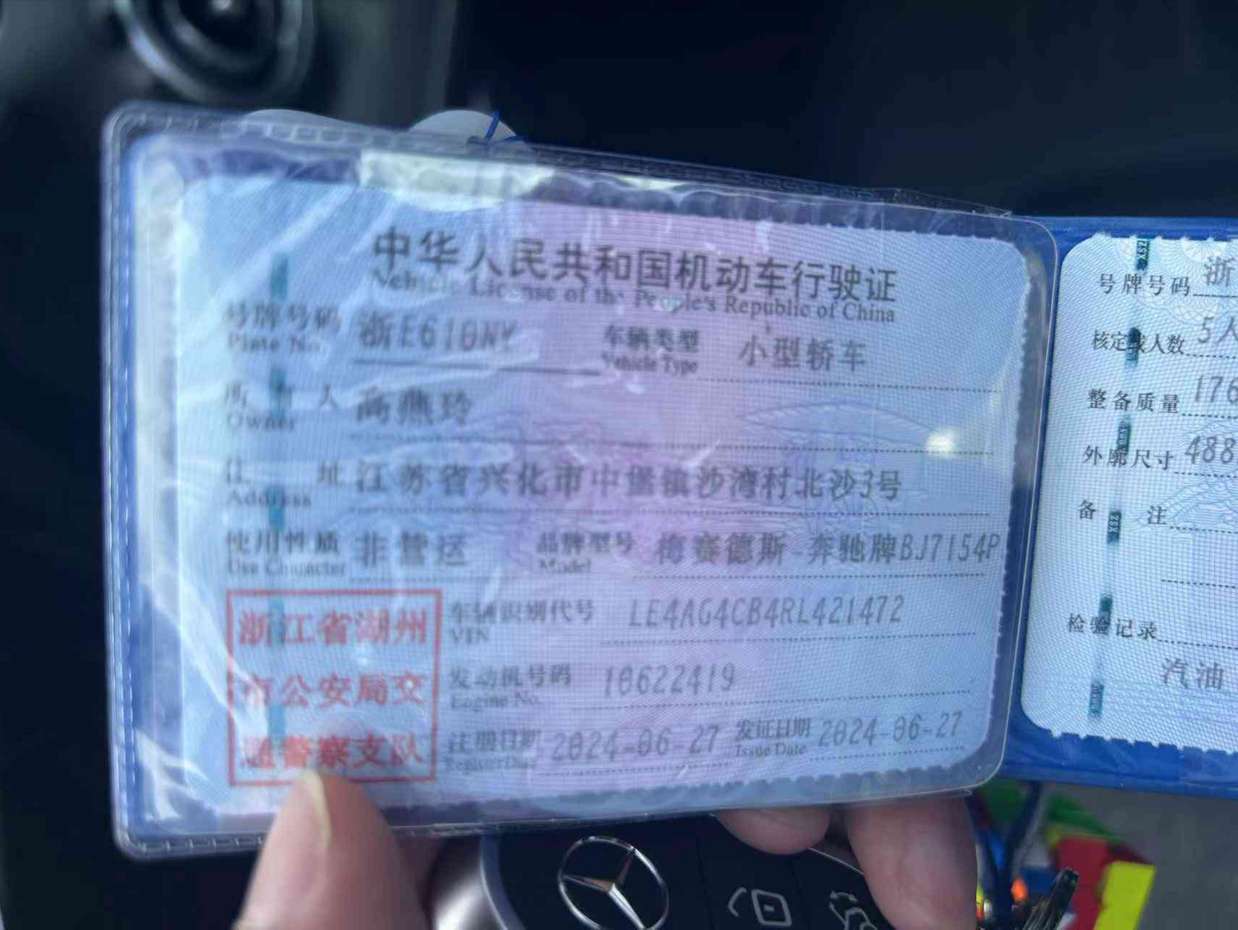 中华人民共和国机动车行驶证
Vehicle License of the People's Republic of China
号牌号码 浙E610NY 车辆类型 小型轿车
Plate No. Vehicle Type
所有人 高燕玲
Owner
住址 江苏省兴化市中堡镇沙湾村北沙3号
Address
使用性质 非营运 品牌型号 梅赛德斯-奔驰牌BJ7154P
Use Character Model
浙江省湖州
市公安局交
通警察支队
车辆识别代号 LE4AG4CB4RL421472
VIN
发动机号码 10622419
Engine No.
注册日期 2024-06-27 发证日期 2024-06-27
Register Date Issue Date
号牌号码 浙
核定载人数 5人
整备质量 176
外廓尺寸 488
备注
检验记录
汽油